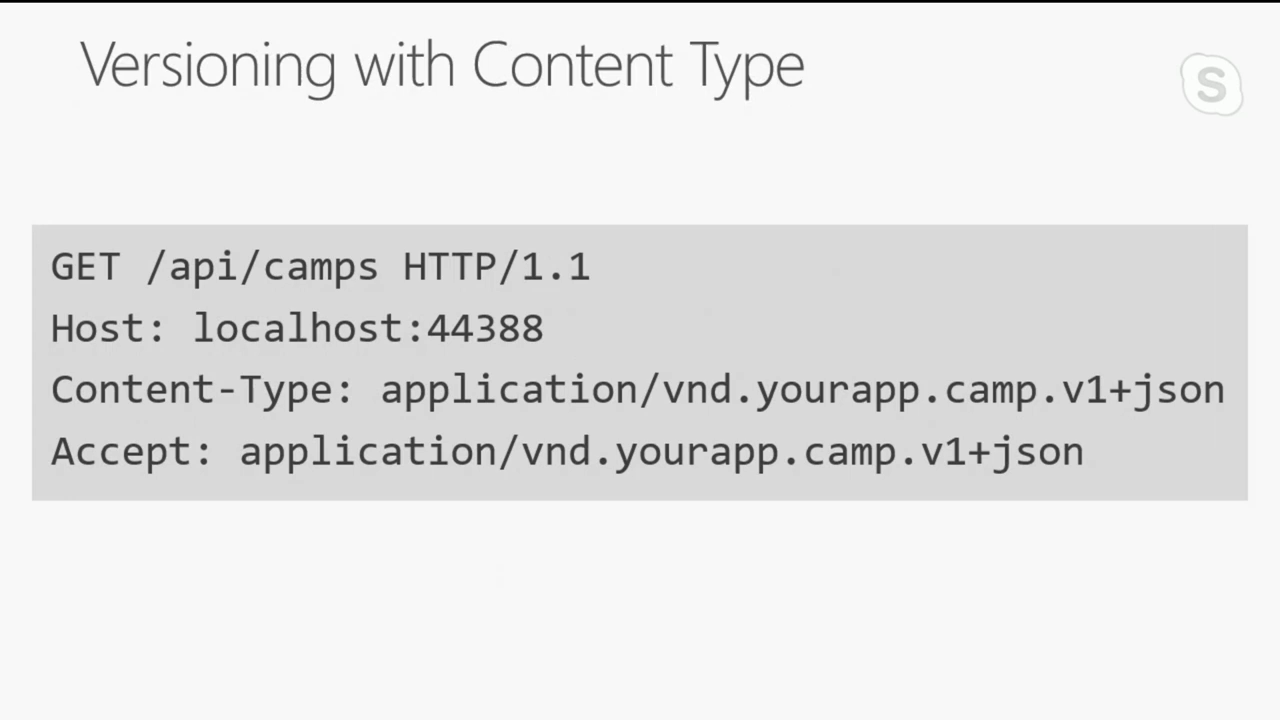 Versioning with Content Type
S
GET /api/camps HTTP/1.1
Host: localhost:44388
Content-Type: application/vnd.yourapp.camp.v1+json
Accept: application/vnd.yourapp.camp.v1+json